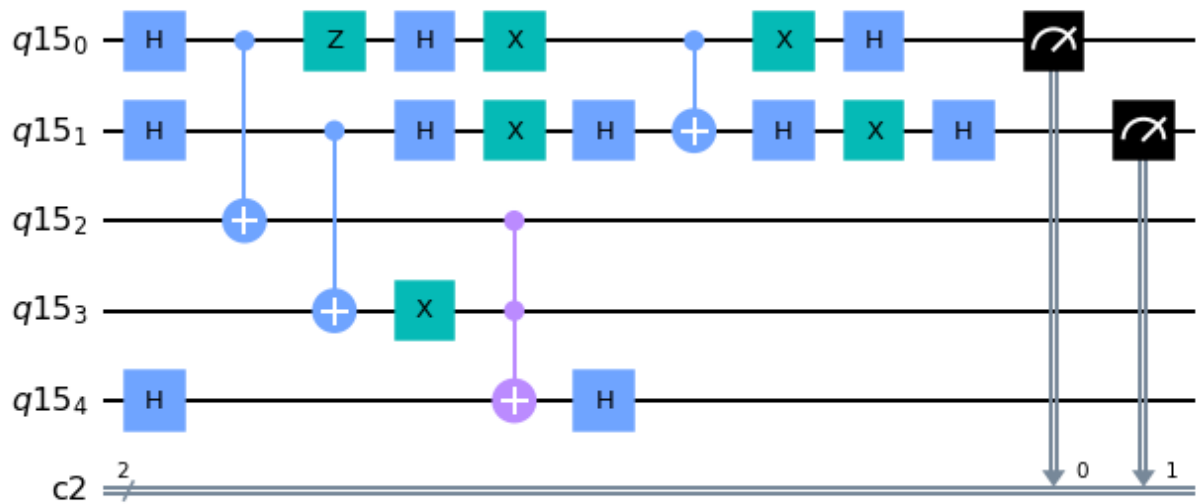 q15₀ H Z H X X H
q15₁ H H X H H X H
q15₂
q15₃ X
q15₄ H H
c2 2 0 1